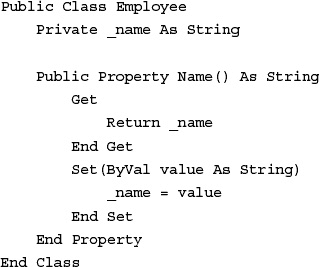 Public Class Employee
    Private _name As String

    Public Property Name() As String
        Get
            Return _name
        End Get
        Set(ByVal value As String)
            _name = value
        End Set
    End Property
End Class